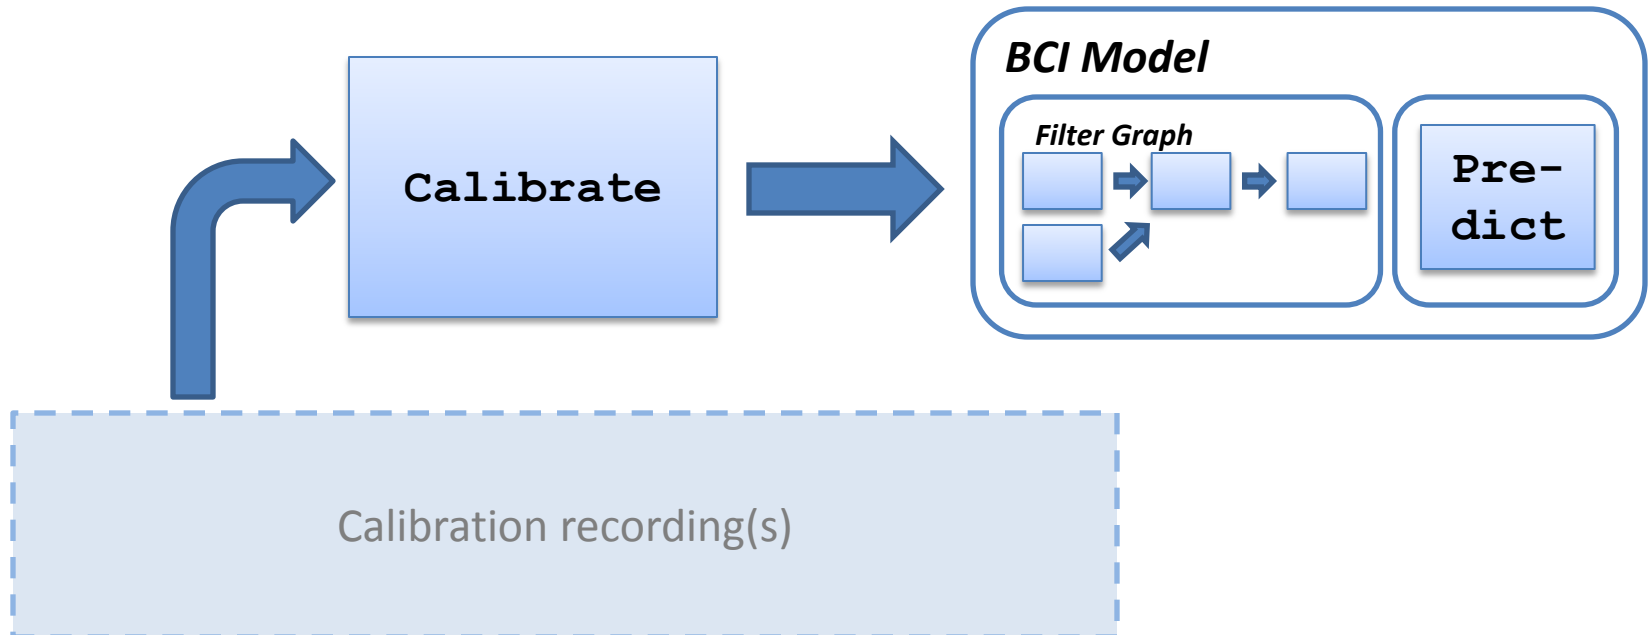 BCI Model
Filter Graph
Calibrate
Pre-
dict
Calibration recording(s)